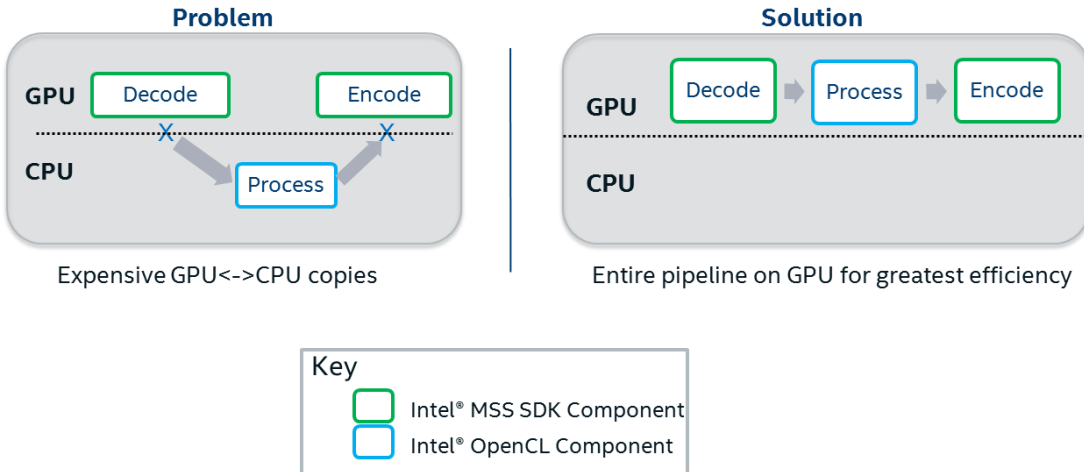 Problem
GPU
Decode
Encode
X
X
CPU
Process
Expensive GPU<->CPU copies
Solution
GPU
Decode
Process
Encode
CPU
Entire pipeline on GPU for greatest efficiency
Key
Intel® MSS SDK Component
Intel® OpenCL Component